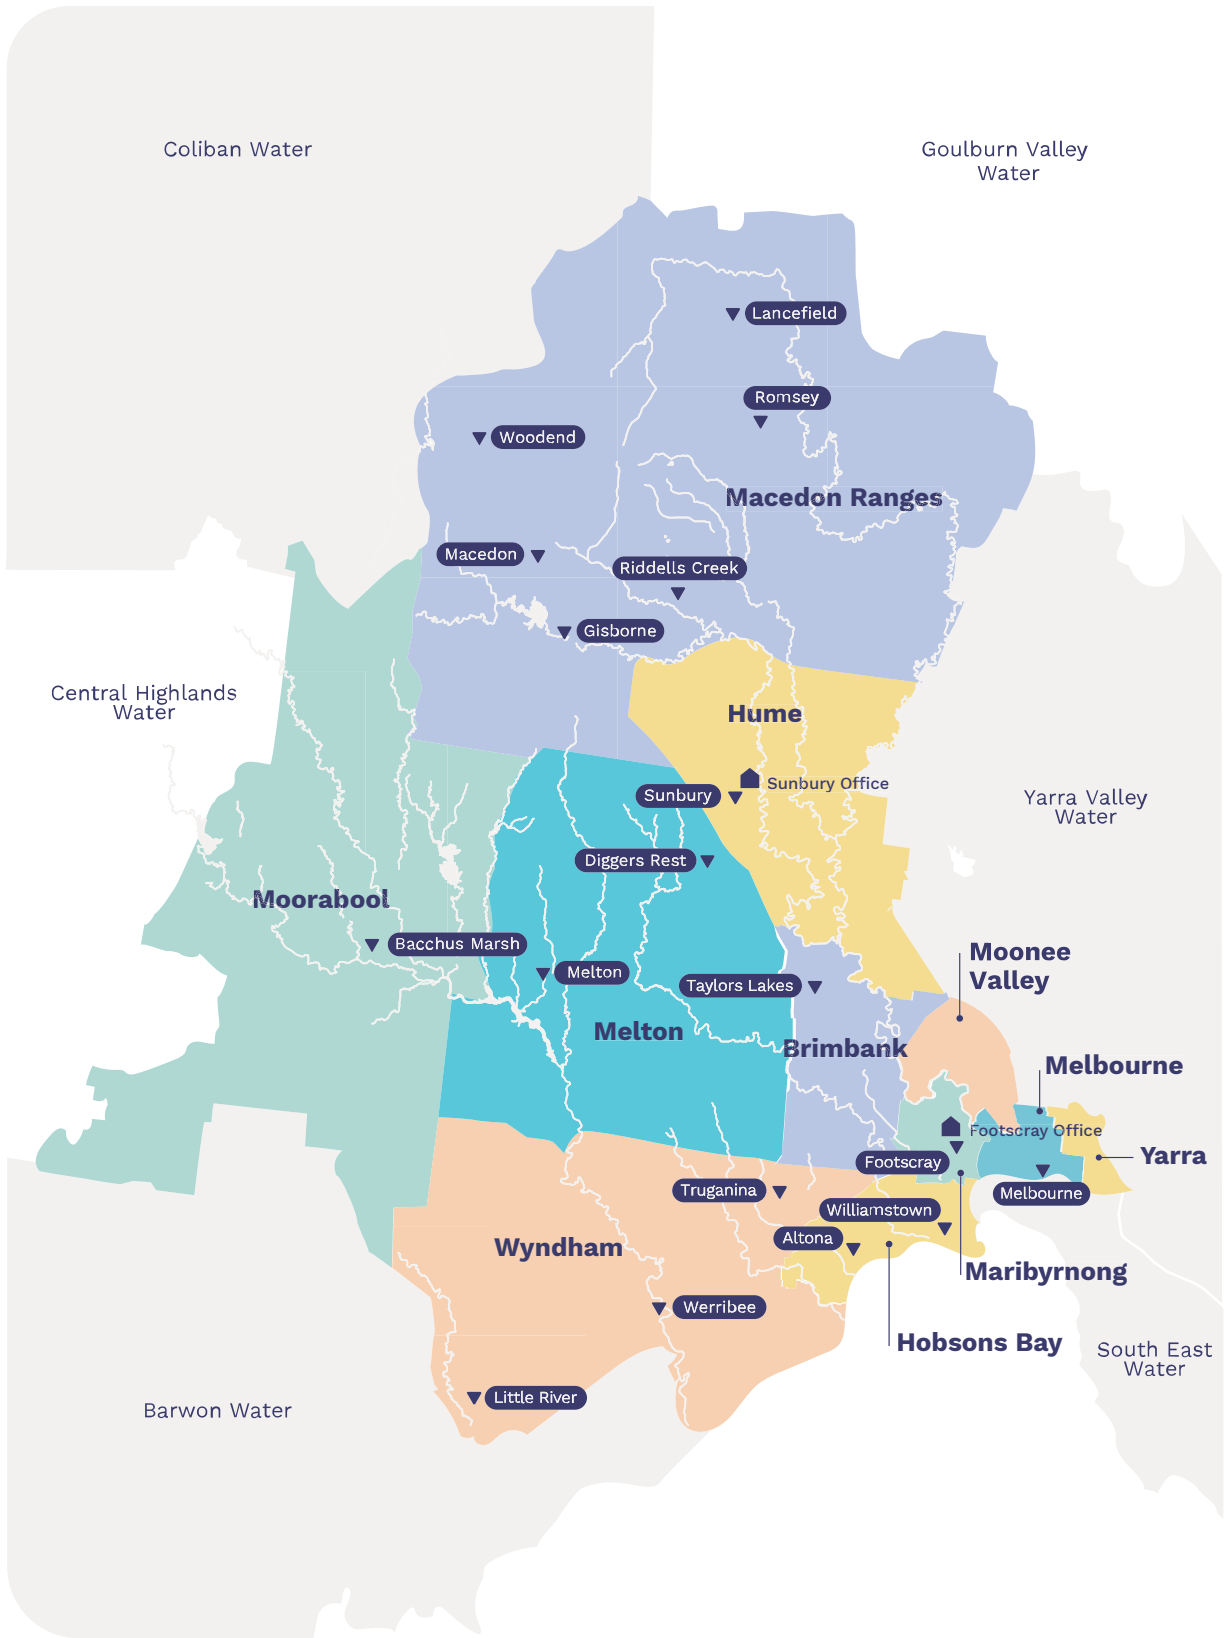 Coliban Water
Goulburn Valley
Water
Lancefield
Romsey
Woodend
Macedon Ranges
Macedon
Riddells Creek
Gisborne
Central Highlands
Water
Hume
Sunbury Office
Sunbury
Yarra Valley
Water
Diggers Rest
Moorabool
Bacchus Marsh
Melton
Taylors Lakes
Moonee
Valley
Melton
Brimbank
Melbourne
Footscray Office
Yarra
Footscray
Truganina
Melbourne
Williamstown
Altona
Wyndham
Maribyrnong
Werribee
Hobsons Bay
South East
Water
Little River
Barwon Water